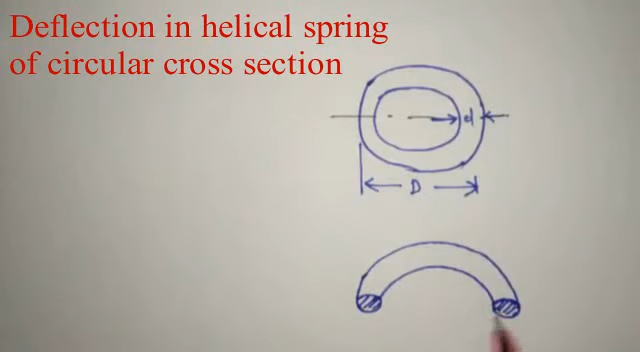 Deflection in helical spring
of circular cross section
d
D